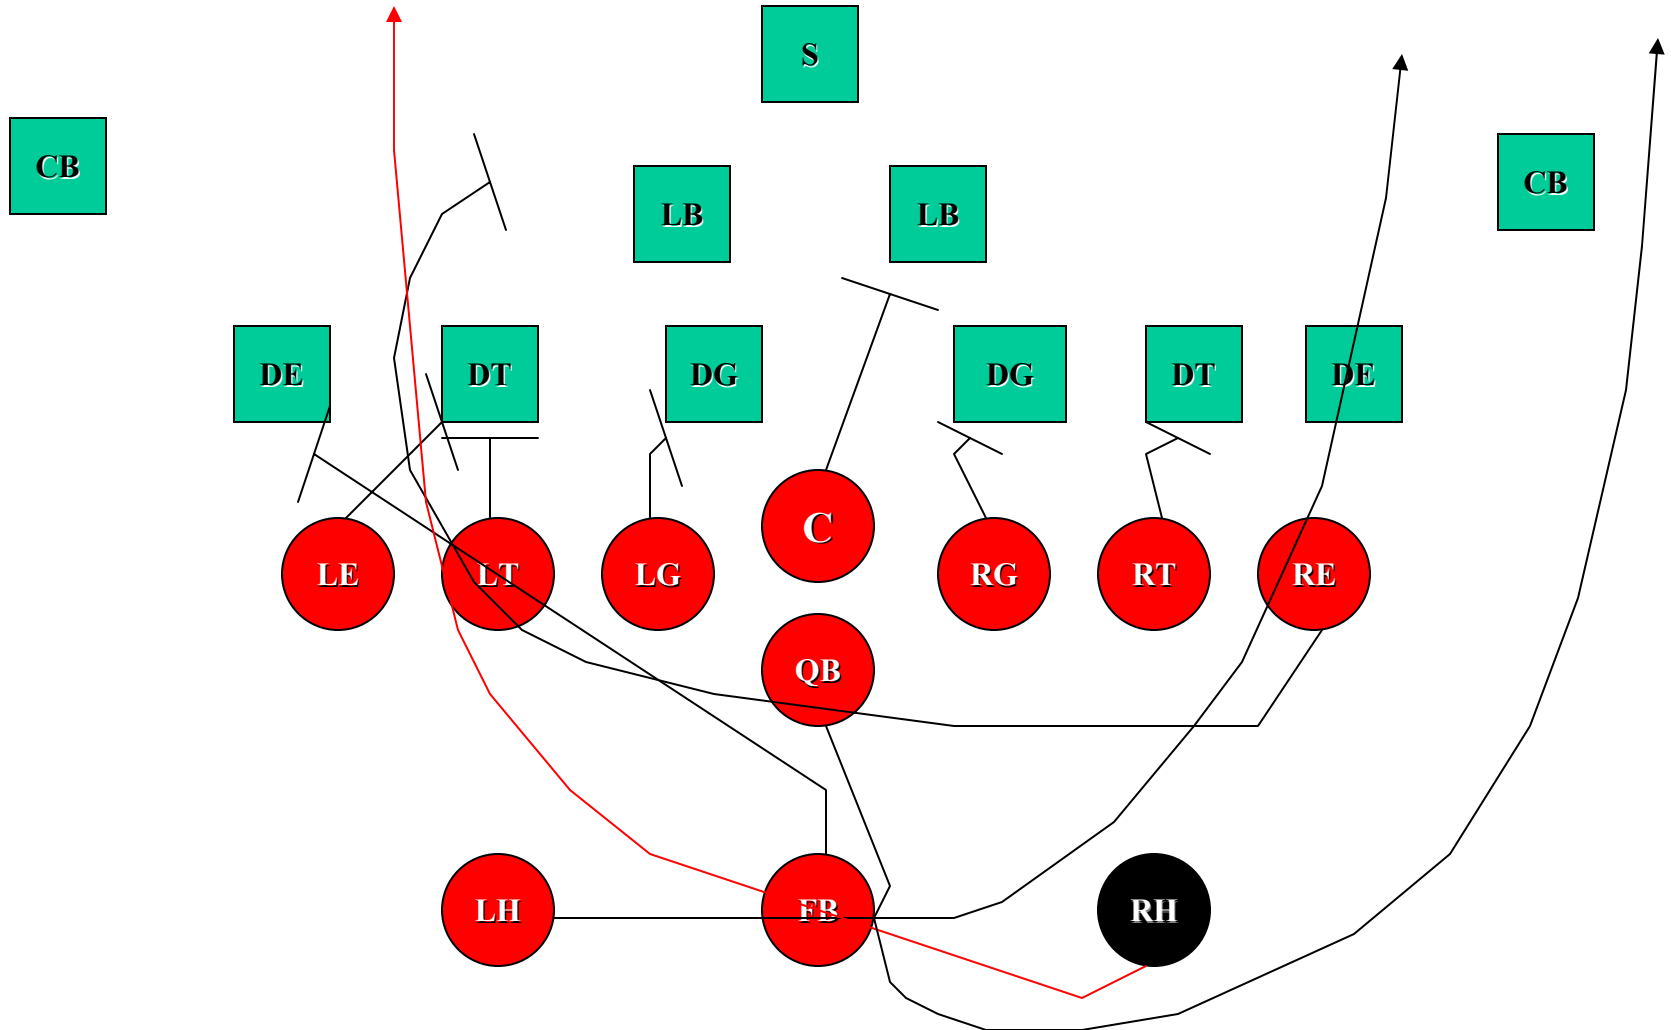 S
CB
CB
LB
LB
DE
DT
DG
DG
DT
DE
C
LE
LT
LG
RG
RT
RE
QB
LH
FB
RH